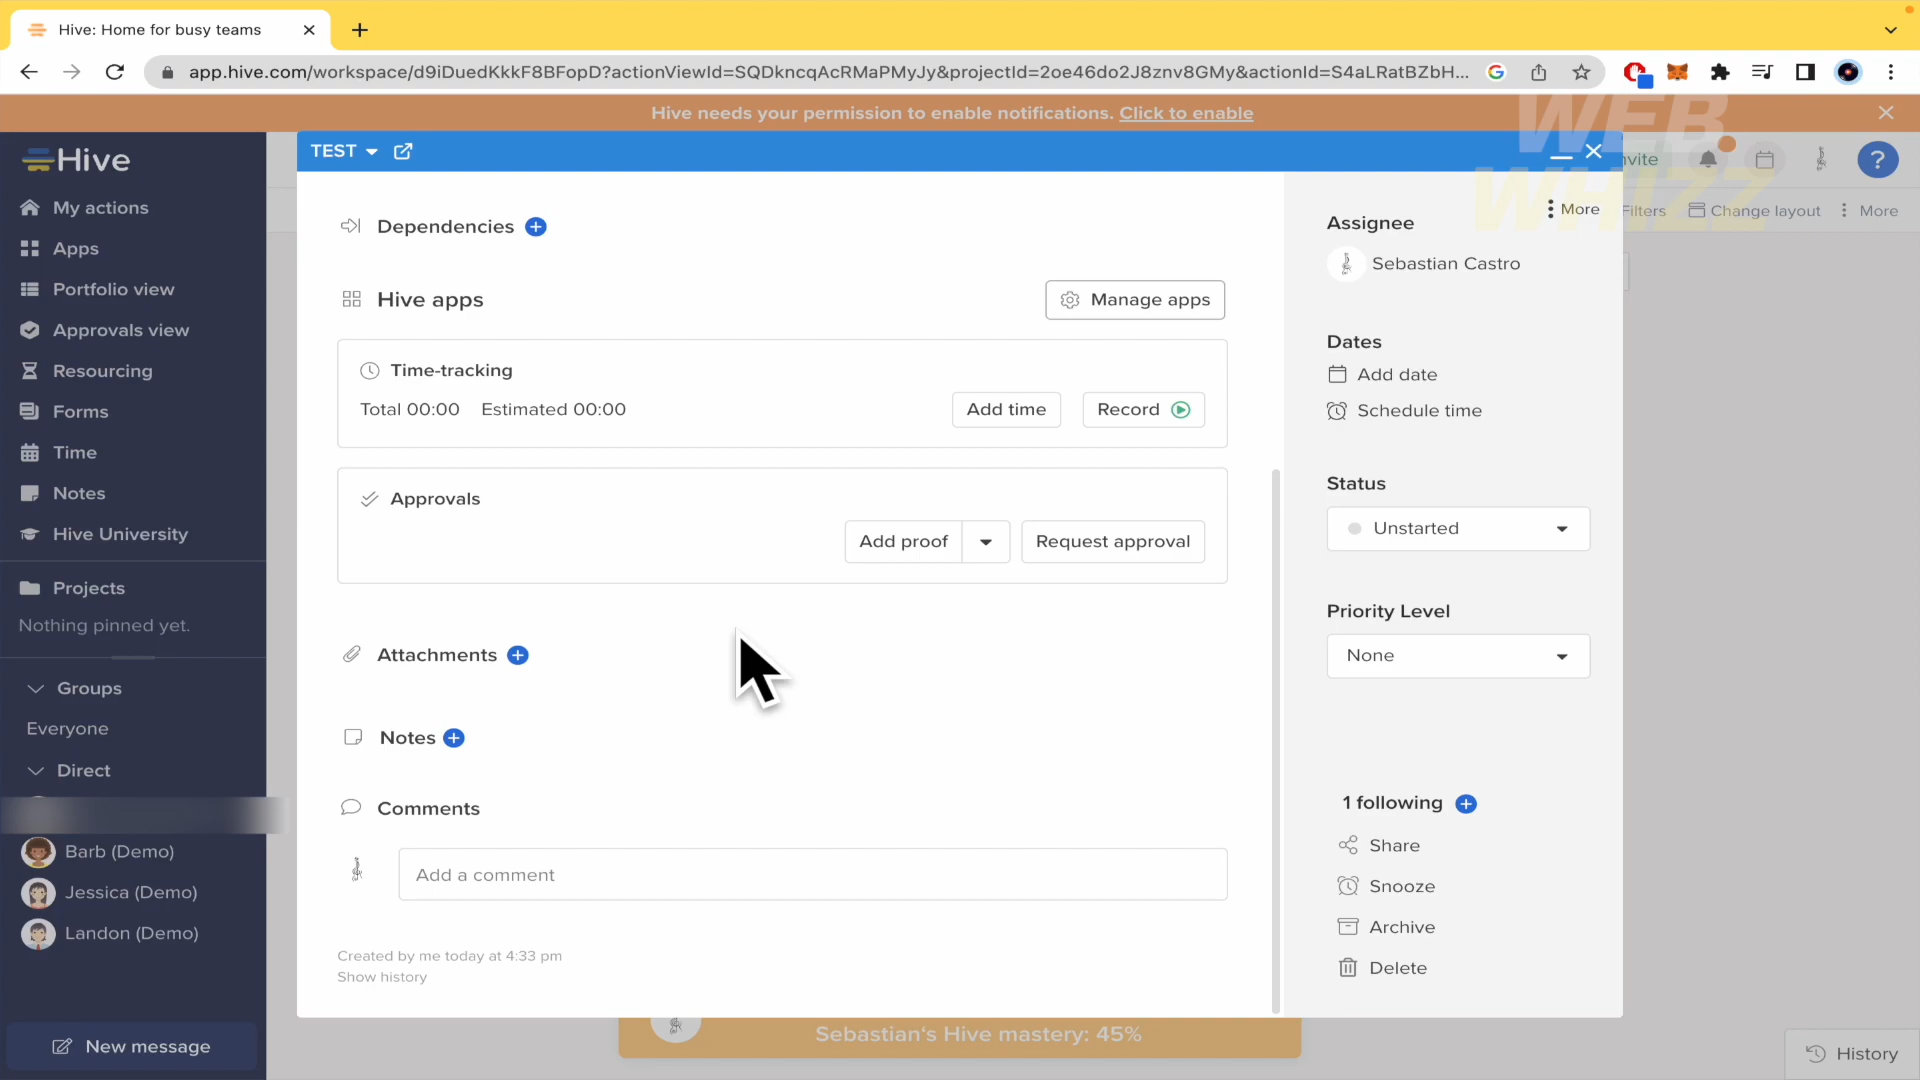 Hive: Home for busy teams
app.hive.com/workspace/d9iDuedKkkF8BFopD?actionViewId=SQDkncqAcRMaPMyJy&projectId=2oe46do2J8znv8GMy&actionId=S4aLRatBZbH...
Hive needs your permission to enable notifications. Click to enable
WEB
WHIZZ
Hive
TEST
nvite
?
My actions
Apps
Portfolio view
Approvals view
Resourcing
Forms
Time
Notes
Hive University
Projects
Nothing pinned yet.
Groups
Everyone
Direct
Barb (Demo)
Jessica (Demo)
Landon (Demo)
New message
Dependencies
Hive apps
Manage apps
Time-tracking
Total 00:00 Estimated 00:00
Add time
Record
Approvals
Add proof
Request approval
Attachments
Notes
Comments
Add a comment
Created by me today at 4:33 pm
Show history
More
Filters
Change layout
More
Assignee
Sebastian Castro
Dates
Add date
Schedule time
Status
Unstarted
Priority Level
None
1 following
Share
Snooze
Archive
Delete
Sebastian's Hive mastery: 45%
History